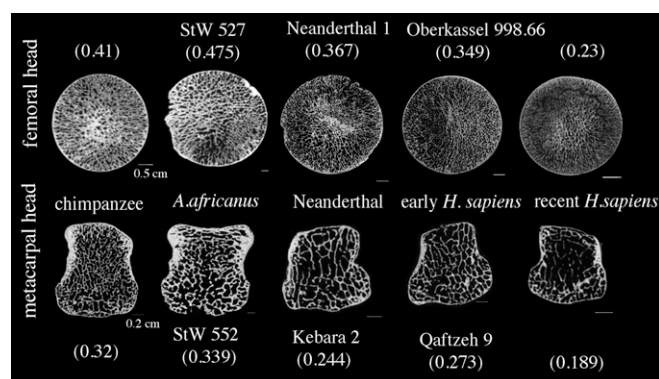 StW 527 Neanderthal 1 Oberkassel 998.66
(0.41) (0.475) (0.367) (0.349) (0.23)
femoral head
0.5 cm
chimpanzee A.africanus Neanderthal early H. sapiens recent H.sapiens
metacarpal head
0.2 cm
StW 552 Kebara 2 Qaftzeh 9
(0.32) (0.339) (0.244) (0.273) (0.189)